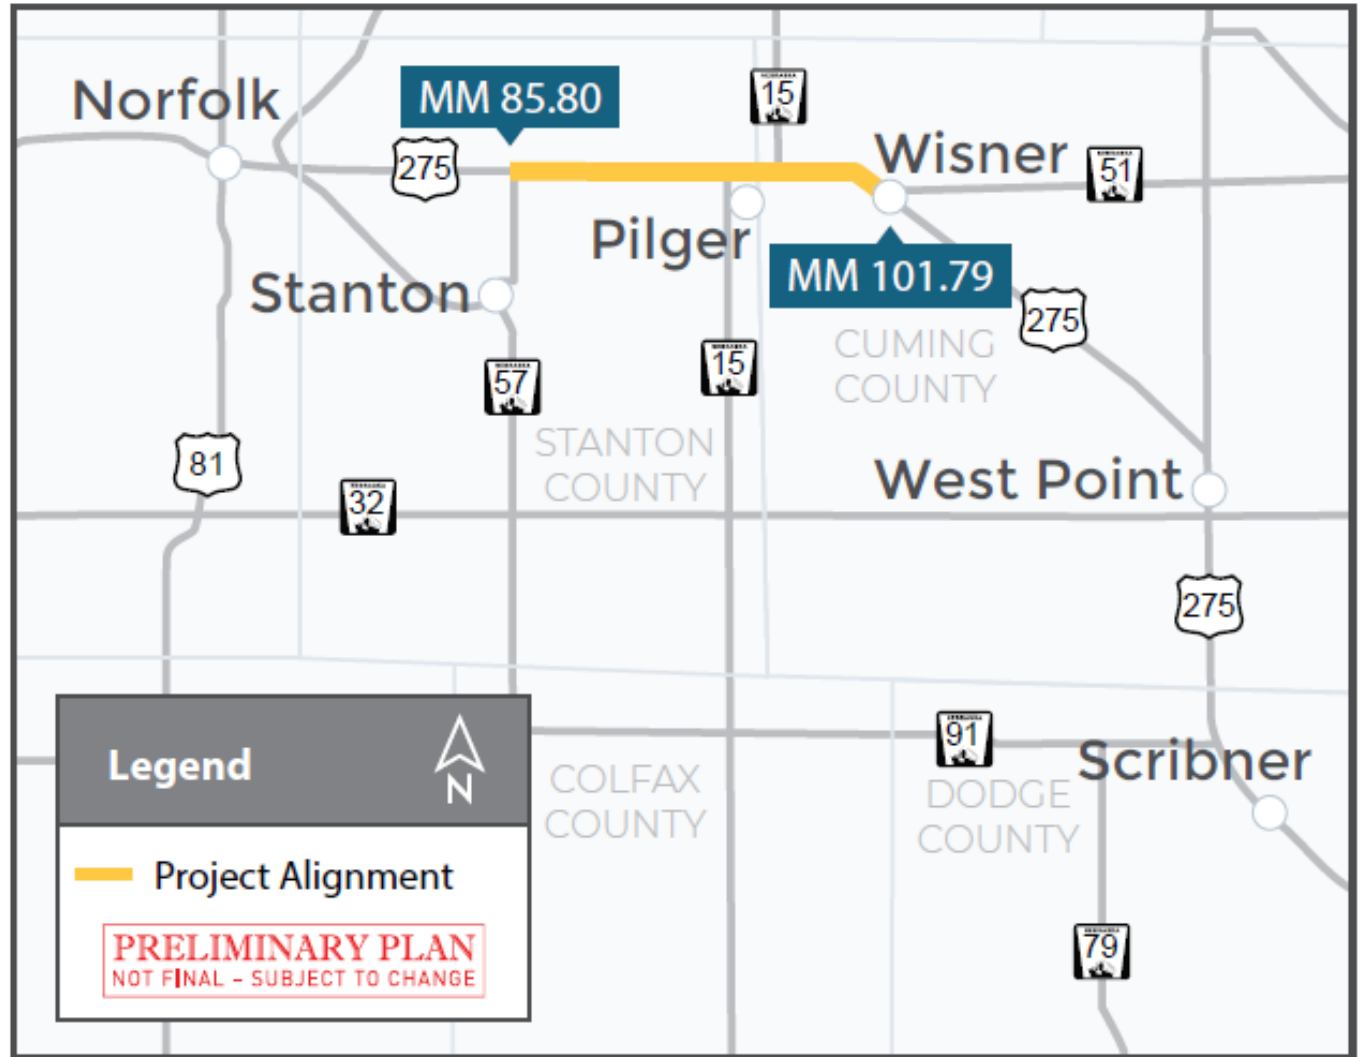 Norfolk
MM 85.80
15
275
Wisner
51
Pilger
MM 101.79
Stanton
275
CUMING
COUNTY
15
57
STANTON
COUNTY
81
West Point
32
275
91
Scribner
COLFAX
COUNTY
DODGE
COUNTY
79
Legend
N
Project Alignment
PRELIMINARY PLAN
NOT FINAL – SUBJECT TO CHANGE